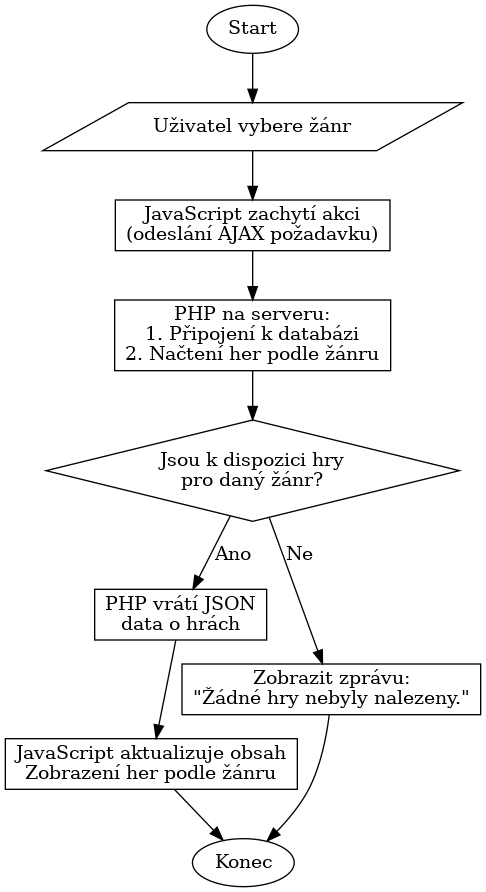 Start
Uživatel vybere žánr
JavaScript zachytí akci
(odeslání AJAX požadavku)
PHP na serveru:
1. Připojení k databázi
2. Načtení her podle žánru
Jsou k dispozici hry
pro daný žánr?
Ano
Ne
PHP vrátí JSON
data o hrách
Zobrazit zprávu:
"Žádné hry nebyly nalezeny."
JavaScript aktualizuje obsah
Zobrazení her podle žánru
Konec